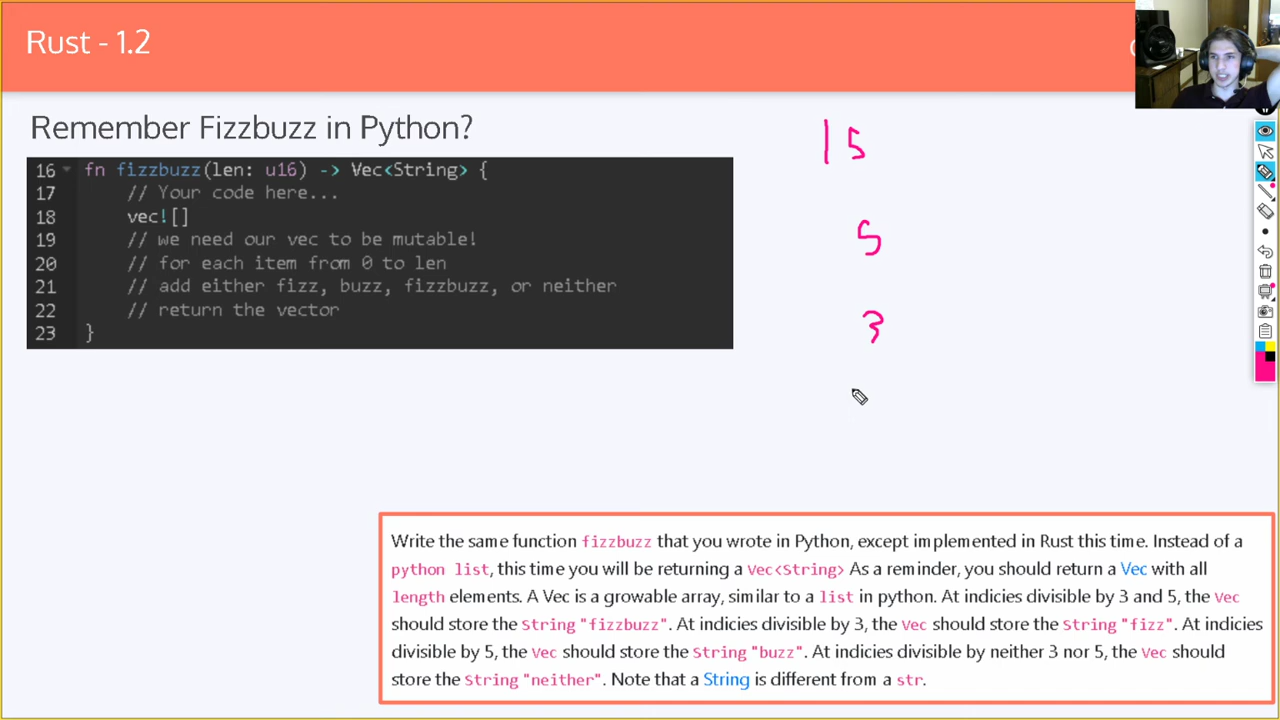 Rust - 1.2
Remember Fizzbuzz in Python?
16 fn fizzbuzz(len: u16) -> Vec<String> {
17 // Your code here...
18 vec![]
19 // we need our vec to be mutable!
20 // for each item from 0 to len
21 // add either fizz, buzz, fizzbuzz, or neither
22 // return the vector
23 }
15
5
3
Write the same function fizzbuzz that you wrote in Python, except implemented in Rust this time. Instead of a
python list, this time you will be returning a Vec<String> As a reminder, you should return a Vec with all
length elements. A Vec is a growable array, similar to a list in python. At indicies divisible by 3 and 5, the Vec
should store the String "fizzbuzz". At indicies divisible by 3, the Vec should store the String "fizz". At indicies
divisible by 5, the Vec should store the String "buzz". At indicies divisible by neither 3 nor 5, the Vec should
store the String "neither". Note that a String is different from a str.